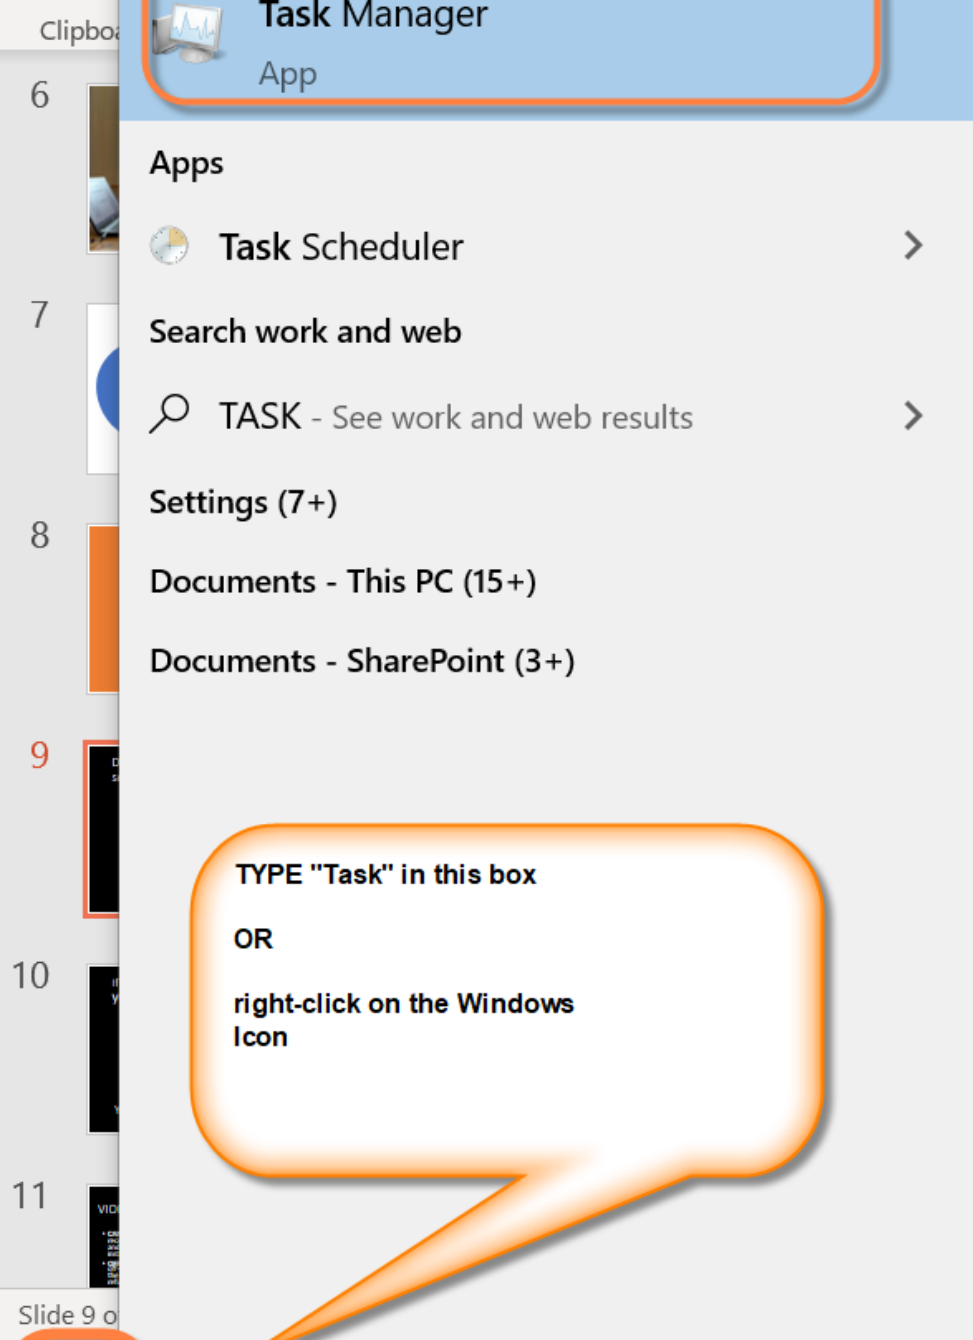 Clipboa
Task Manager
App
6
Apps
Task Scheduler
7
Search work and web
TASK - See work and web results
Settings (7+)
8
Documents - This PC (15+)
Documents - SharePoint (3+)
9
TYPE "Task" in this box
OR
right-click on the Windows
Icon
10
11
Slide 9 o